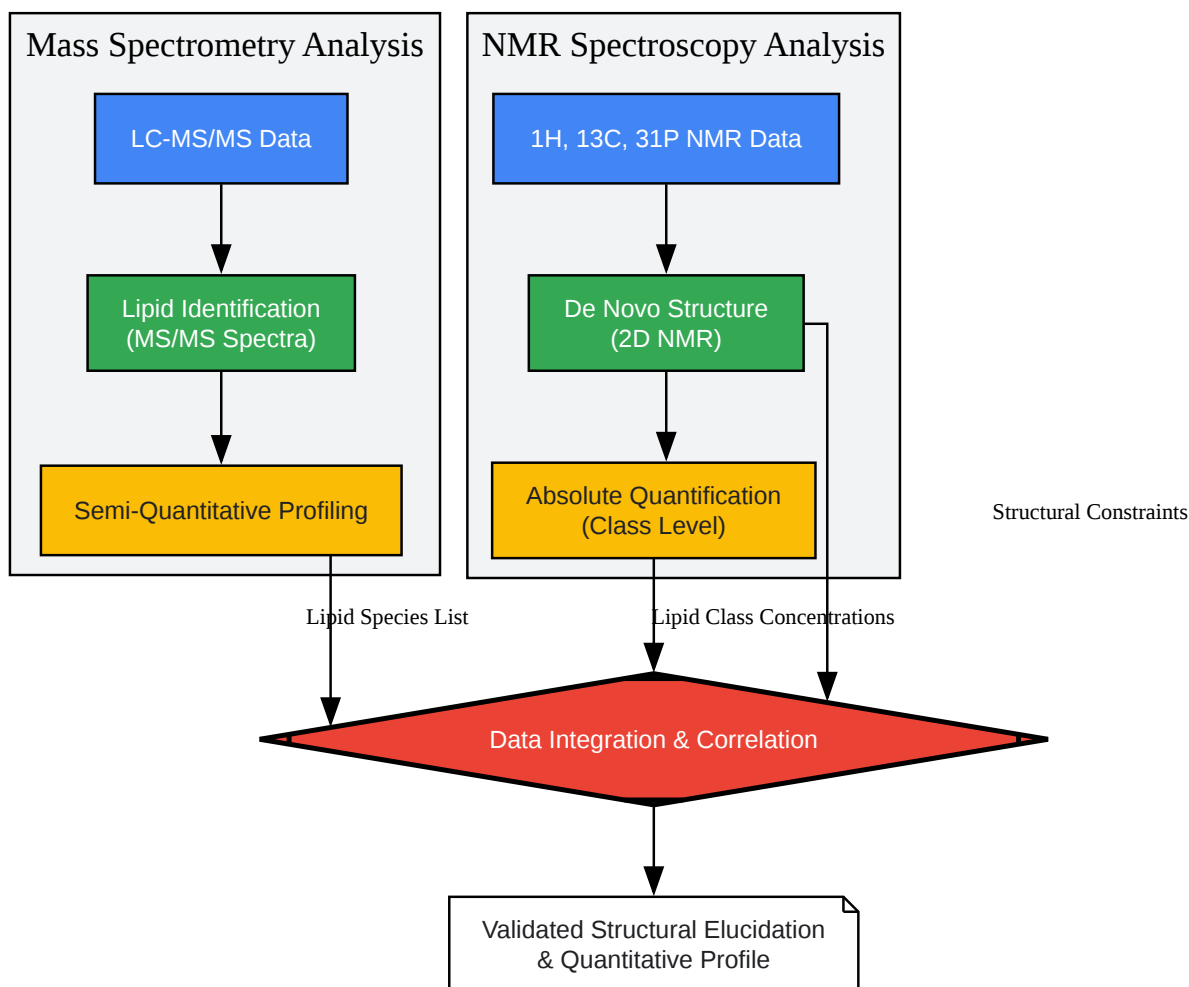 Mass Spectrometry Analysis
NMR Spectroscopy Analysis
LC-MS/MS Data
1H, 13C, 31P NMR Data
Lipid Identification
(MS/MS Spectra)
De Novo Structure
(2D NMR)
Semi-Quantitative Profiling
Absolute Quantification
(Class Level)
Structural Constraints
Lipid Species List
Lipid Class Concentrations
Data Integration & Correlation
Validated Structural Elucidation
& Quantitative Profile